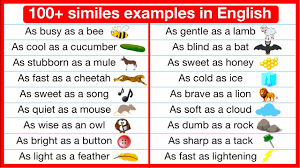 100+ similes examples in English
As busy as a bee
As cool as a cucumber
As stubborn as a mule
As fast as a cheetah
As sweet as a song
As quiet as a mouse
As wise as an owl
As bright as a button
As light as a feather
As gentle as a lamb
As blind as a bat
As sweet as honey
As cold as ice
As brave as a lion
As soft as a cloud
As dumb as a rock
As sharp as a tack
As fast as lightening